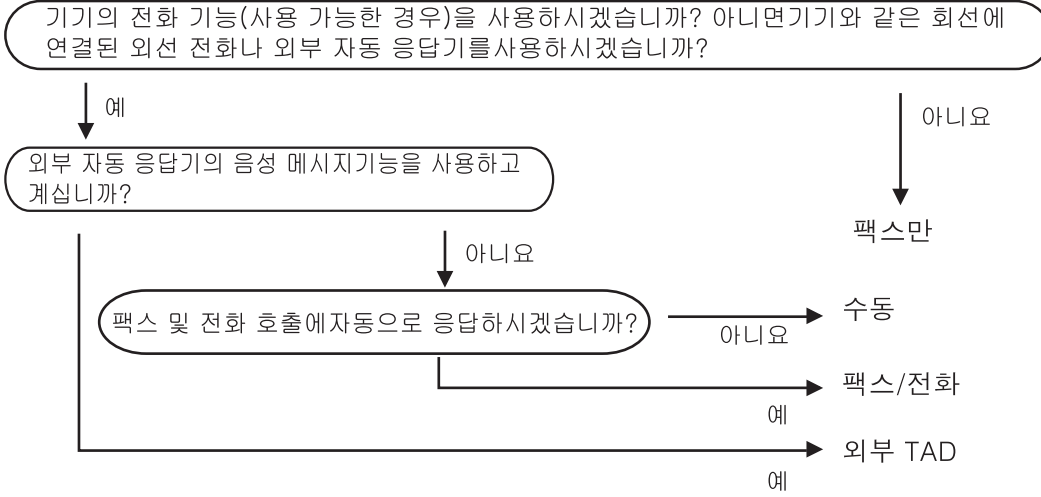 기기의 전화 기능(사용 가능한 경우)을 사용하시겠습니까? 아니면기기와 같은 회선에
연결된 외선 전화나 외부 자동 응답기를사용하시겠습니까?
예
아니요
외부 자동 응답기의 음성 메시지기능을 사용하고
계십니까?
팩스만
아니요
팩스 및 전화 호출에자동으로 응답하시겠습니까?
수동
아니요
팩스/전화
예
외부 TAD
예